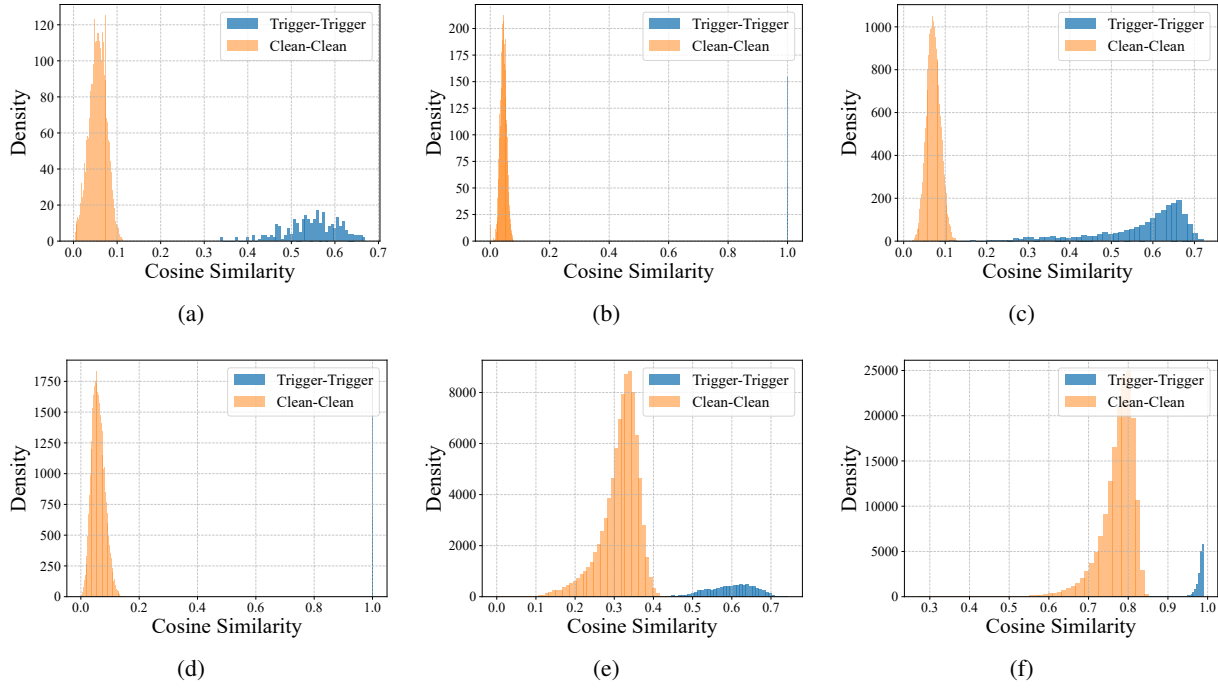 Trigger-Trigger
Clean-Clean
120
100
80
60
40
20
0
Density
0.0 0.1 0.2 0.3 0.4 0.5 0.6 0.7
Cosine Similarity
(a)
Trigger-Trigger
Clean-Clean
200
175
150
125
100
75
50
25
0
Density
0.0 0.2 0.4 0.6 0.8 1.0
Cosine Similarity
(b)
Trigger-Trigger
Clean-Clean
1000
800
600
400
200
0
Density
0.0 0.1 0.2 0.3 0.4 0.5 0.6 0.7
Cosine Similarity
(c)
Trigger-Trigger
Clean-Clean
1750
1500
1250
1000
750
500
250
0
Density
0.0 0.2 0.4 0.6 0.8 1.0
Cosine Similarity
(d)
Trigger-Trigger
Clean-Clean
8000
6000
4000
2000
0
Density
0.0 0.1 0.2 0.3 0.4 0.5 0.6 0.7
Cosine Similarity
(e)
Trigger-Trigger
Clean-Clean
25000
20000
15000
10000
5000
0
Density
0.3 0.4 0.5 0.6 0.7 0.8 0.9 1.0
Cosine Similarity
(f)